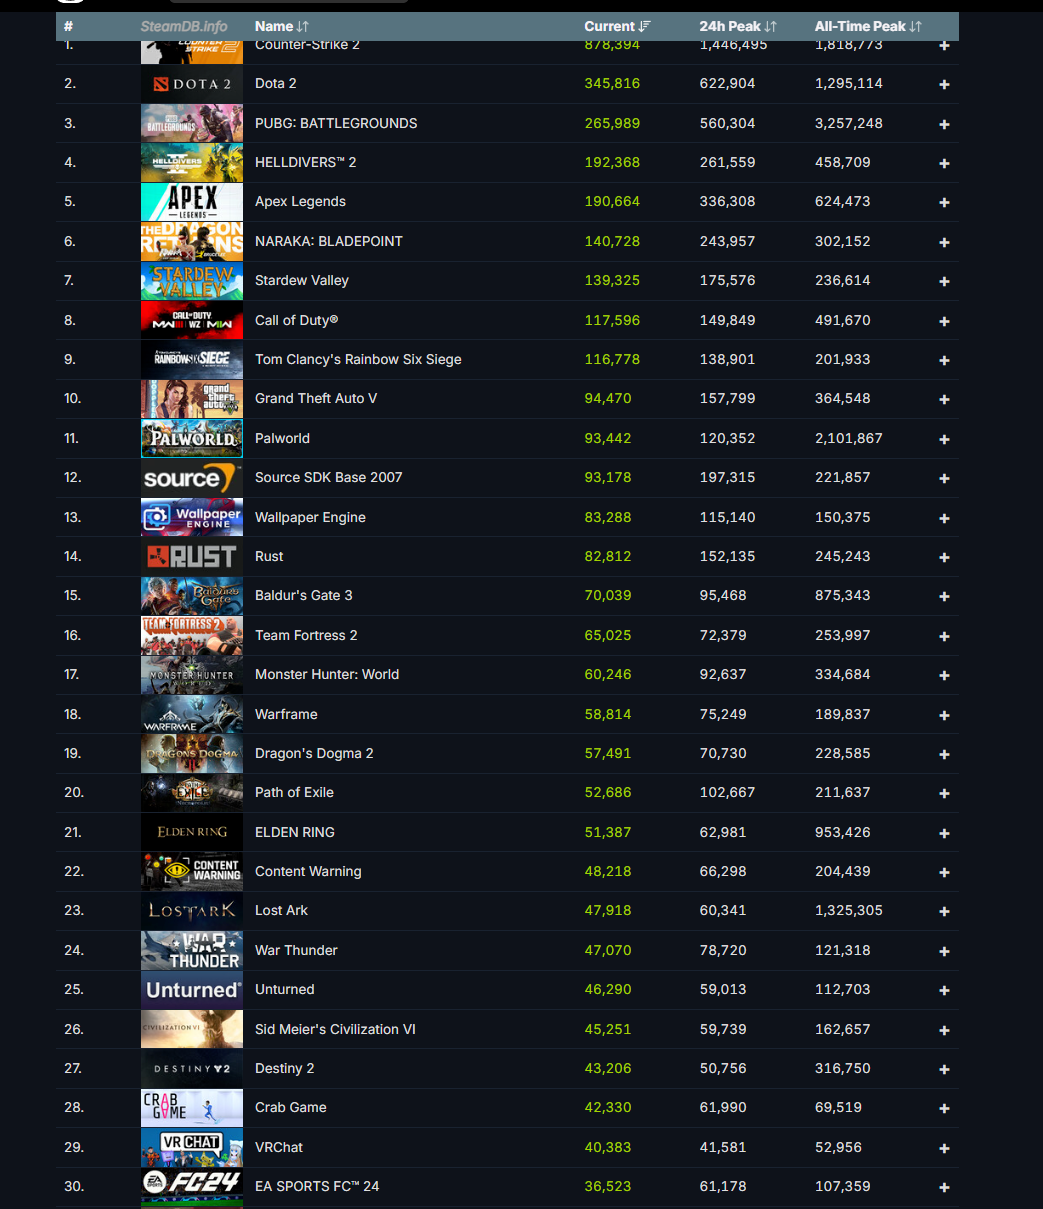 # SteamDB.info Name Current 24h Peak All-Time Peak
1. COUNTER STRIKE 2 Counter-Strike 2 878,394 1,446,495 1,818,773 +
2. DOTA 2 Dota 2 345,816 622,904 1,295,114 +
3. PUBG BATTLEGROUNDS PUBG: BATTLEGROUNDS 265,989 560,304 3,257,248 +
4. HELLDIVERS II HELLDIVERS™ 2 192,368 261,559 458,709 +
5. APEX LEGENDS Apex Legends 190,664 336,308 624,473 +
6. THE DRAGON RETURNS NARAKA: BLADEPOINT 140,728 243,957 302,152 +
7. STARDEW VALLEY Stardew Valley 139,325 175,576 236,614 +
8. CALL OF DUTY MWIII WZ MWII Call of Duty® 117,596 149,849 491,670 +
9. RAINBOW SIX SIEGE Tom Clancy's Rainbow Six Siege 116,778 138,901 201,933 +
10. grand theft auto V Grand Theft Auto V 94,470 157,799 364,548 +
11. PALWORLD Palworld 93,442 120,352 2,101,867 +
12. source Source SDK Base 2007 93,178 197,315 221,857 +
13. Wallpaper ENGINE Wallpaper Engine 83,288 115,140 150,375 +
14. RUST Rust 82,812 152,135 245,243 +
15. Baldur's Gate Baldur's Gate 3 70,039 95,468 875,343 +
16. TEAM FORTRESS 2 Team Fortress 2 65,025 72,379 253,997 +
17. MONSTER HUNTER WORLD Monster Hunter: World 60,246 92,637 334,684 +
18. WARFRAME Warframe 58,814 75,249 189,837 +
19. DRAGONS DOGMA II Dragon's Dogma 2 57,491 70,730 228,585 +
20. PATH OF EXILE Path of Exile 52,686 102,667 211,637 +
21. ELDEN RING ELDEN RING 51,387 62,981 953,426 +
22. CONTENT WARNING Content Warning 48,218 66,298 204,439 +
23. LOST ARK Lost Ark 47,918 60,341 1,325,305 +
24. WAR THUNDER War Thunder 47,070 78,720 121,318 +
25. Unturned Unturned 46,290 59,013 112,703 +
26. CIVILIZATION VI Sid Meier's Civilization VI 45,251 59,739 162,657 +
27. DESTINY 2 Destiny 2 43,206 50,756 316,750 +
28. CRAB GAME Crab Game 42,330 61,990 69,519 +
29. VRCHAT VRChat 40,383 41,581 52,956 +
30. EA SPORTS FC24 EA SPORTS FC™ 24 36,523 61,178 107,359 +